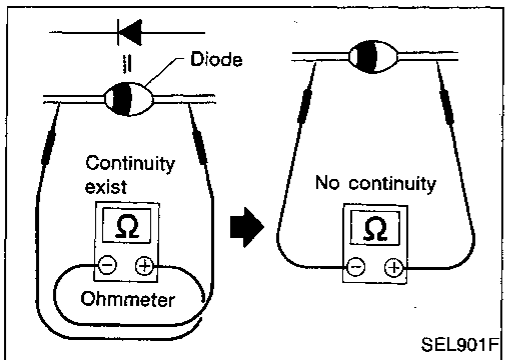 Diode
Continuity
exist
Ω
⊖ ⊕
Ohmmeter
No continuity
Ω
⊖ ⊕
SEL901F